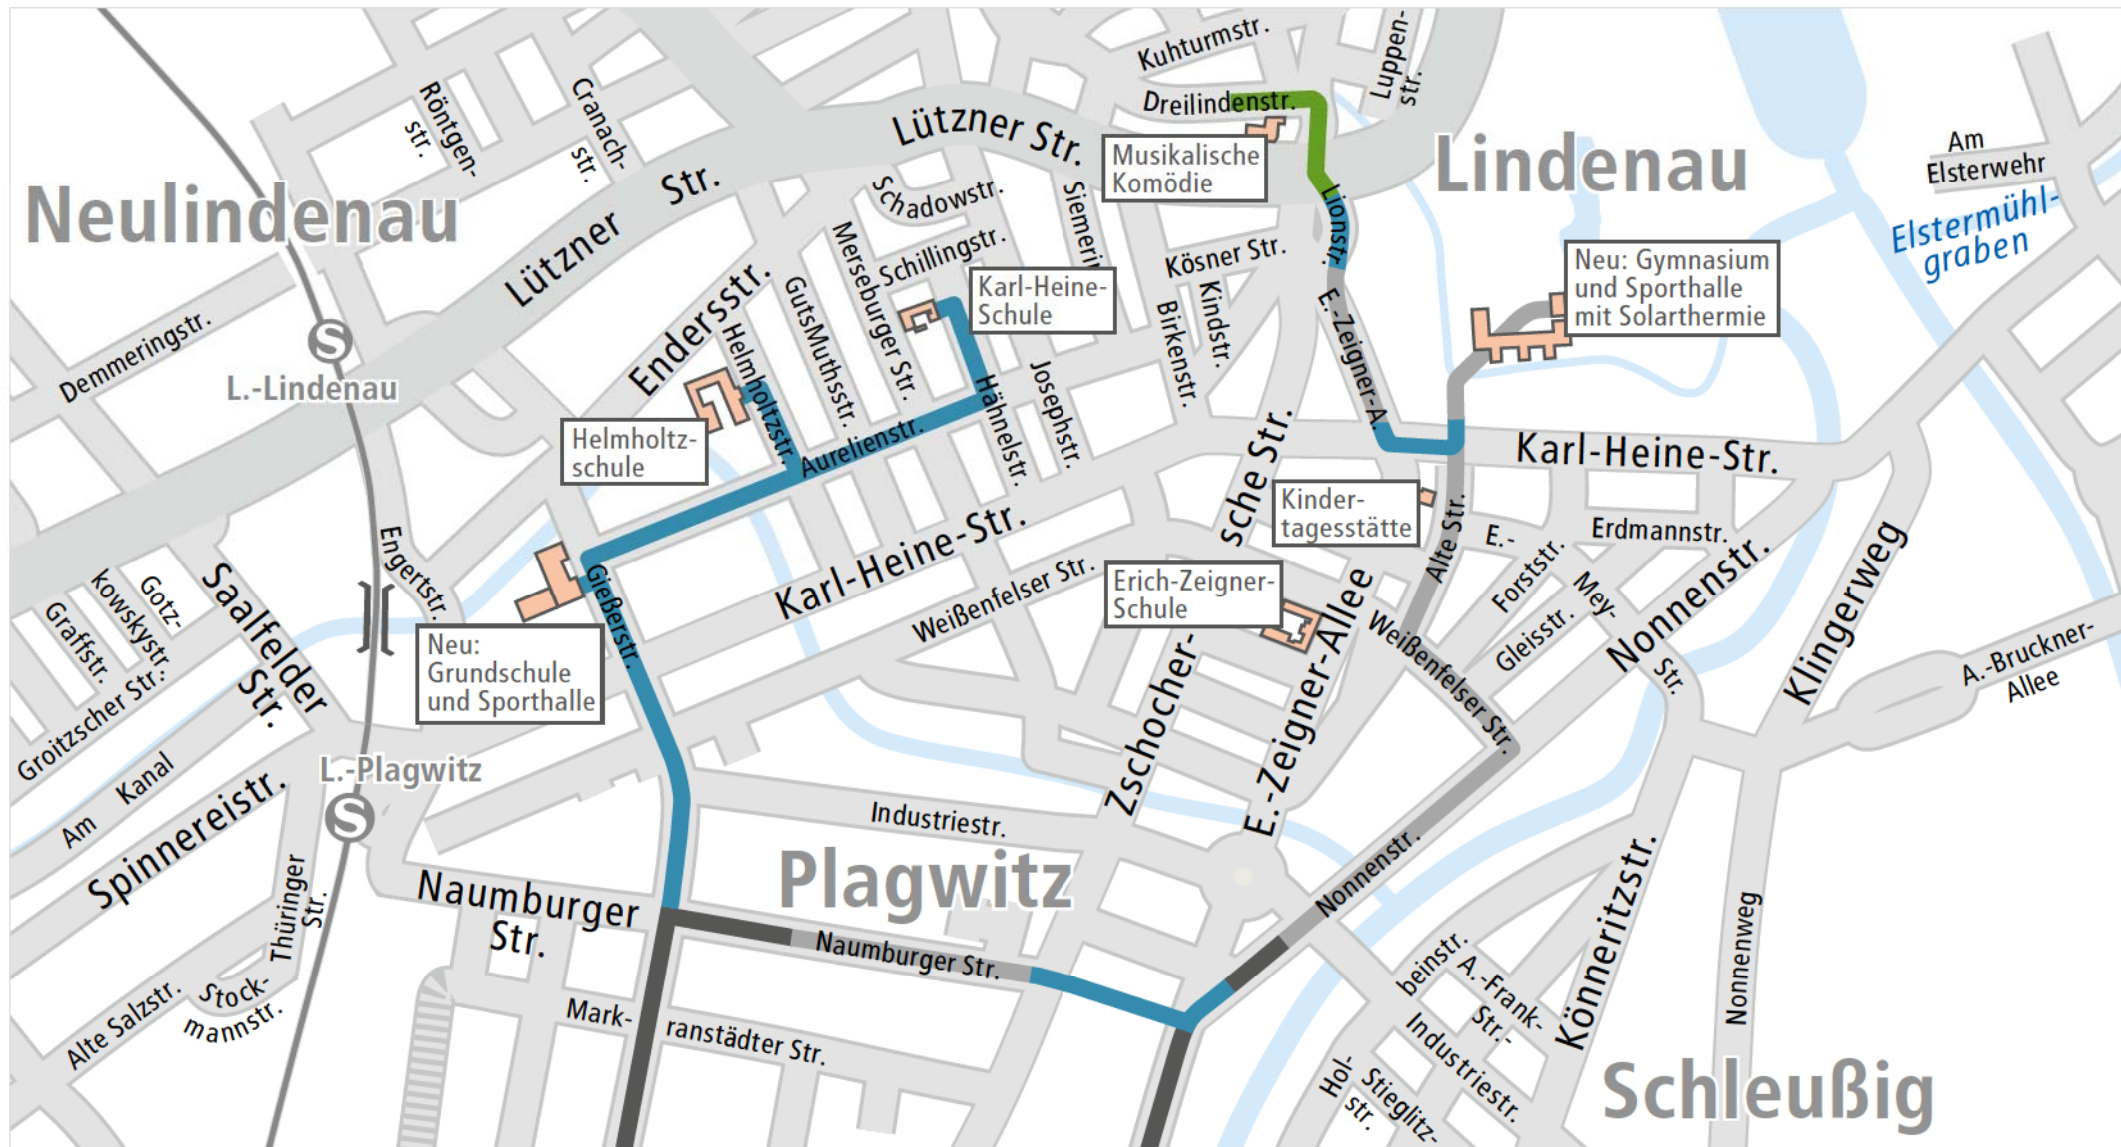 Kuhturmstr.
Luppen-
str.
Dreilindenstr.
Röntgen-
str.
Cranach-
str.
Lützner Str.
Musikalische
Komödie
Lindenau
Am
Elsterwehr
Elstermühl-
graben
Neulindenau
Lützner
Str.
Schadowstr.
Schillingstr.
Merseburger Str.
Lionstr.
Kösner Str.
Kindstr.
Birkenstr.
Neu: Gymnasium
und Sporthalle
mit Solarthermie
Karl-Heine-
Schule
Endersstr.
GutsMuthsstr.
Helmholtzstr.
Demmeringstr.
L.-Lindenau
S
E.-Zeigner-A.
Hähnelstr.
Josephstr.
Aurelienstr.
Helmholtz-
schule
Karl-Heine-Str.
Zschocher-
sche Str.
Kinder-
tagesstätte
Alte Str.
E.-
Erdmannstr.
Forststr.
Mey-
Str.
Gleisstr.
Nonnenstr.
Klingerweg
A.-Bruckner-
Allee
Engertstr.
Gießerstr.
Karl-Heine-Str.
Weißenfelser Str.
Erich-Zeigner-
Schule
Weißenfelser Str.
E.-Zeigner-Allee
Saalfelder
Str.
Gotz-
kowskystr.
Graffstr.
Groitzscher Str.
Neu:
Grundschule
und Sporthalle
Am
Kanal
Spinnereistr.
L.-Plagwitz
S
Thüringer
Str.
Industriestr.
Plagwitz
Naumburger
Str.
Naumburger Str.
Nonnenstr.
Könneritzstr.
Nonnenweg
Alte Salzstr.
Stock-
mannstr.
Mark-
ranstädter Str.
beinstr.
A.-Frank-
Str.-
Industriestr.
Hol-
str.
Stieglitz-
Schleußig